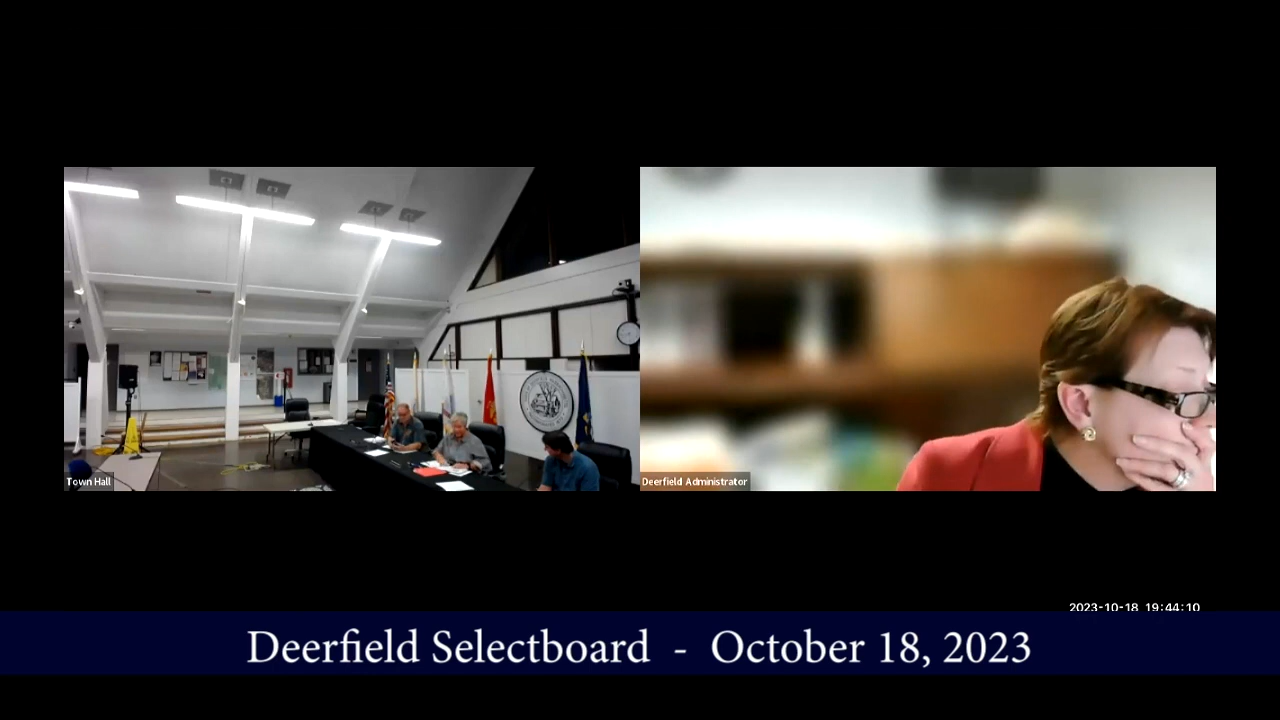 Town Hall
Deerfield Administrator
2023-10-18 19:44:10
Deerfield Selectboard - October 18, 2023